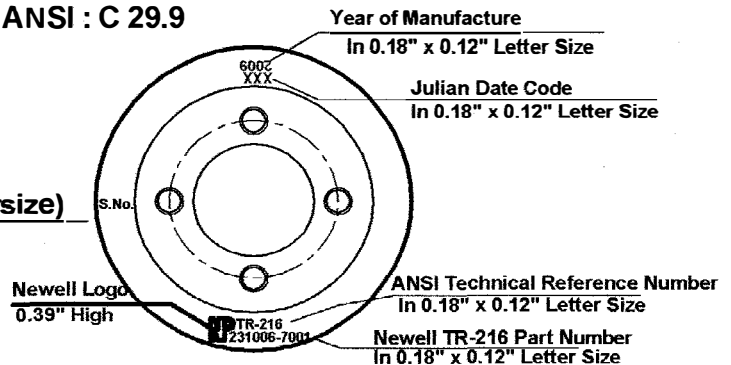 ANSI : C 29.9
Year of Manufacture
In 0.18" x 0.12" Letter Size
2009
XXX
Julian Date Code
In 0.18" x 0.12" Letter Size
size)
S.No.
Newell Logo
0.39" High
ANSI Technical Reference Number
In 0.18" x 0.12" Letter Size
TR-216
231006-7001
Newell TR-216 Part Number
In 0.18" x 0.12" Letter Size